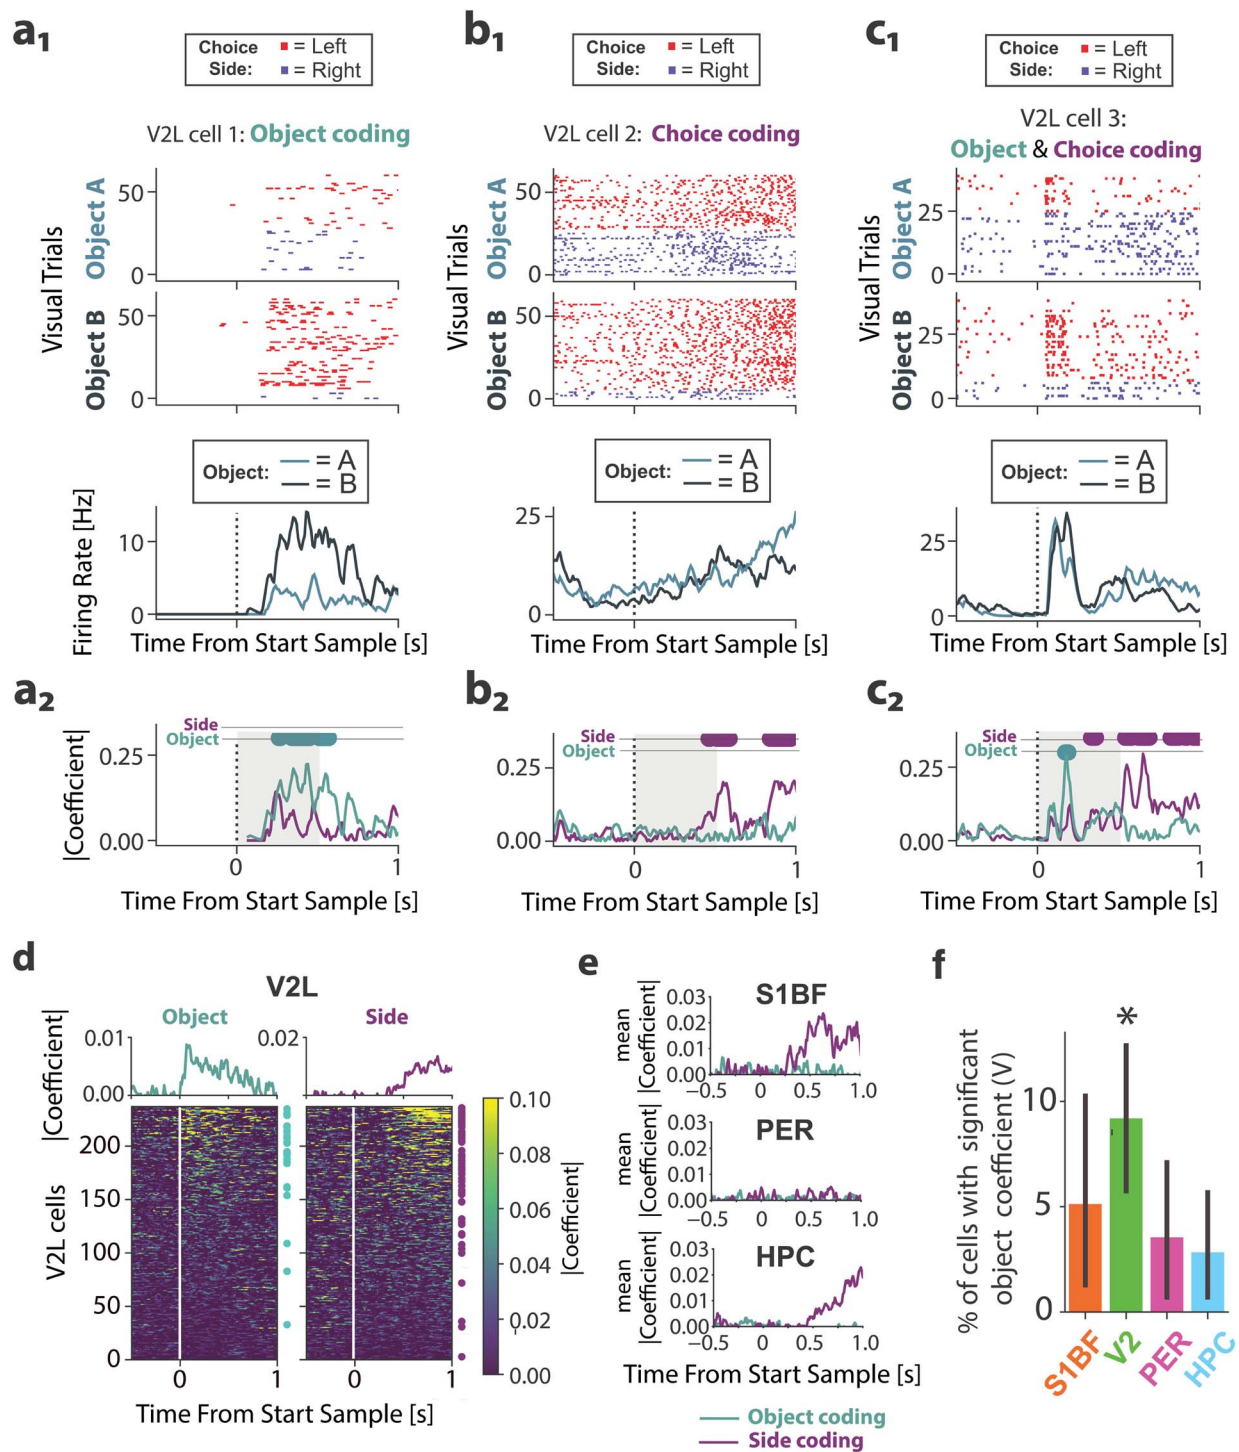 a₁
Choice Side: = Left = Right
V2L cell 1: Object coding
Visual Trials
Object A
50
0
Object B
50
0
Object: = A = B
Firing Rate [Hz]
10
0
Time From Start Sample [s]
b₁
Choice Side: = Left = Right
V2L cell 2: Choice coding
Visual Trials
Object A
50
0
Object B
50
0
Object: = A = B
25
0
Time From Start Sample [s]
c₁
Choice Side: = Left = Right
V2L cell 3:
Object & Choice coding
Visual Trials
Object A
25
0
Object B
25
0
Object: = A = B
25
0
Time From Start Sample [s]
a₂
Side
Object
|Coefficient|
0.25
0.00
0 1
Time From Start Sample [s]
b₂
Side
Object
0.25
0.00
0 1
Time From Start Sample [s]
c₂
Side
Object
0.25
0.00
0 1
Time From Start Sample [s]
d
V2L
Object Side
|Coefficient|
0.01
0.00
0.02
V2L cells
200
150
100
50
0
0 1 0 1
Time From Start Sample [s]
0.10
0.08
0.06
0.04
0.02
0.00
|Coefficient|
e
S1BF
mean |Coefficient|
0.03
0.02
0.01
0.00
−0.5 0 0.5 1.0
PER
mean |Coefficient|
0.03
0.02
0.01
0.00
−0.5 0 0.5 1.0
HPC
mean |Coefficient|
0.03
0.02
0.01
0.00
−0.5 0 0.5 1.0
Time From Start Sample [s]
Object coding
Side coding
f
% of cells with significant
object coefficient (V)
*
10
5
0
S1BF V2 PER HPC